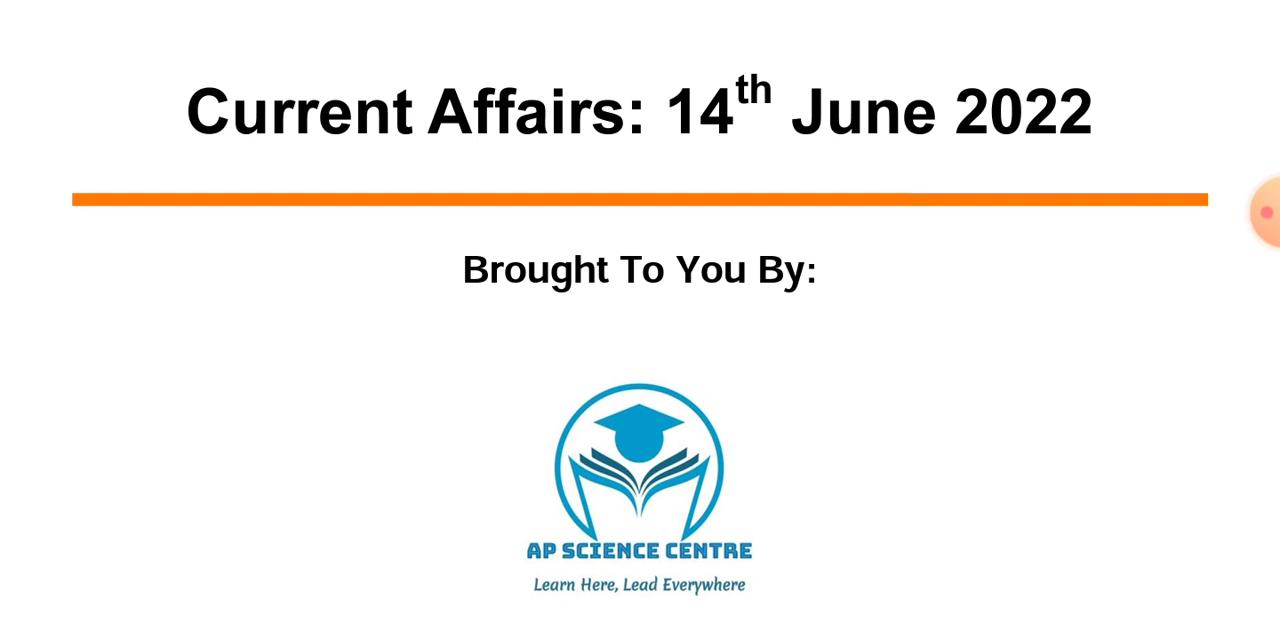 Current Affairs: 14th June 2022
Brought To You By:
AP SCIENCE CENTRE
Learn Here, Lead Everywhere